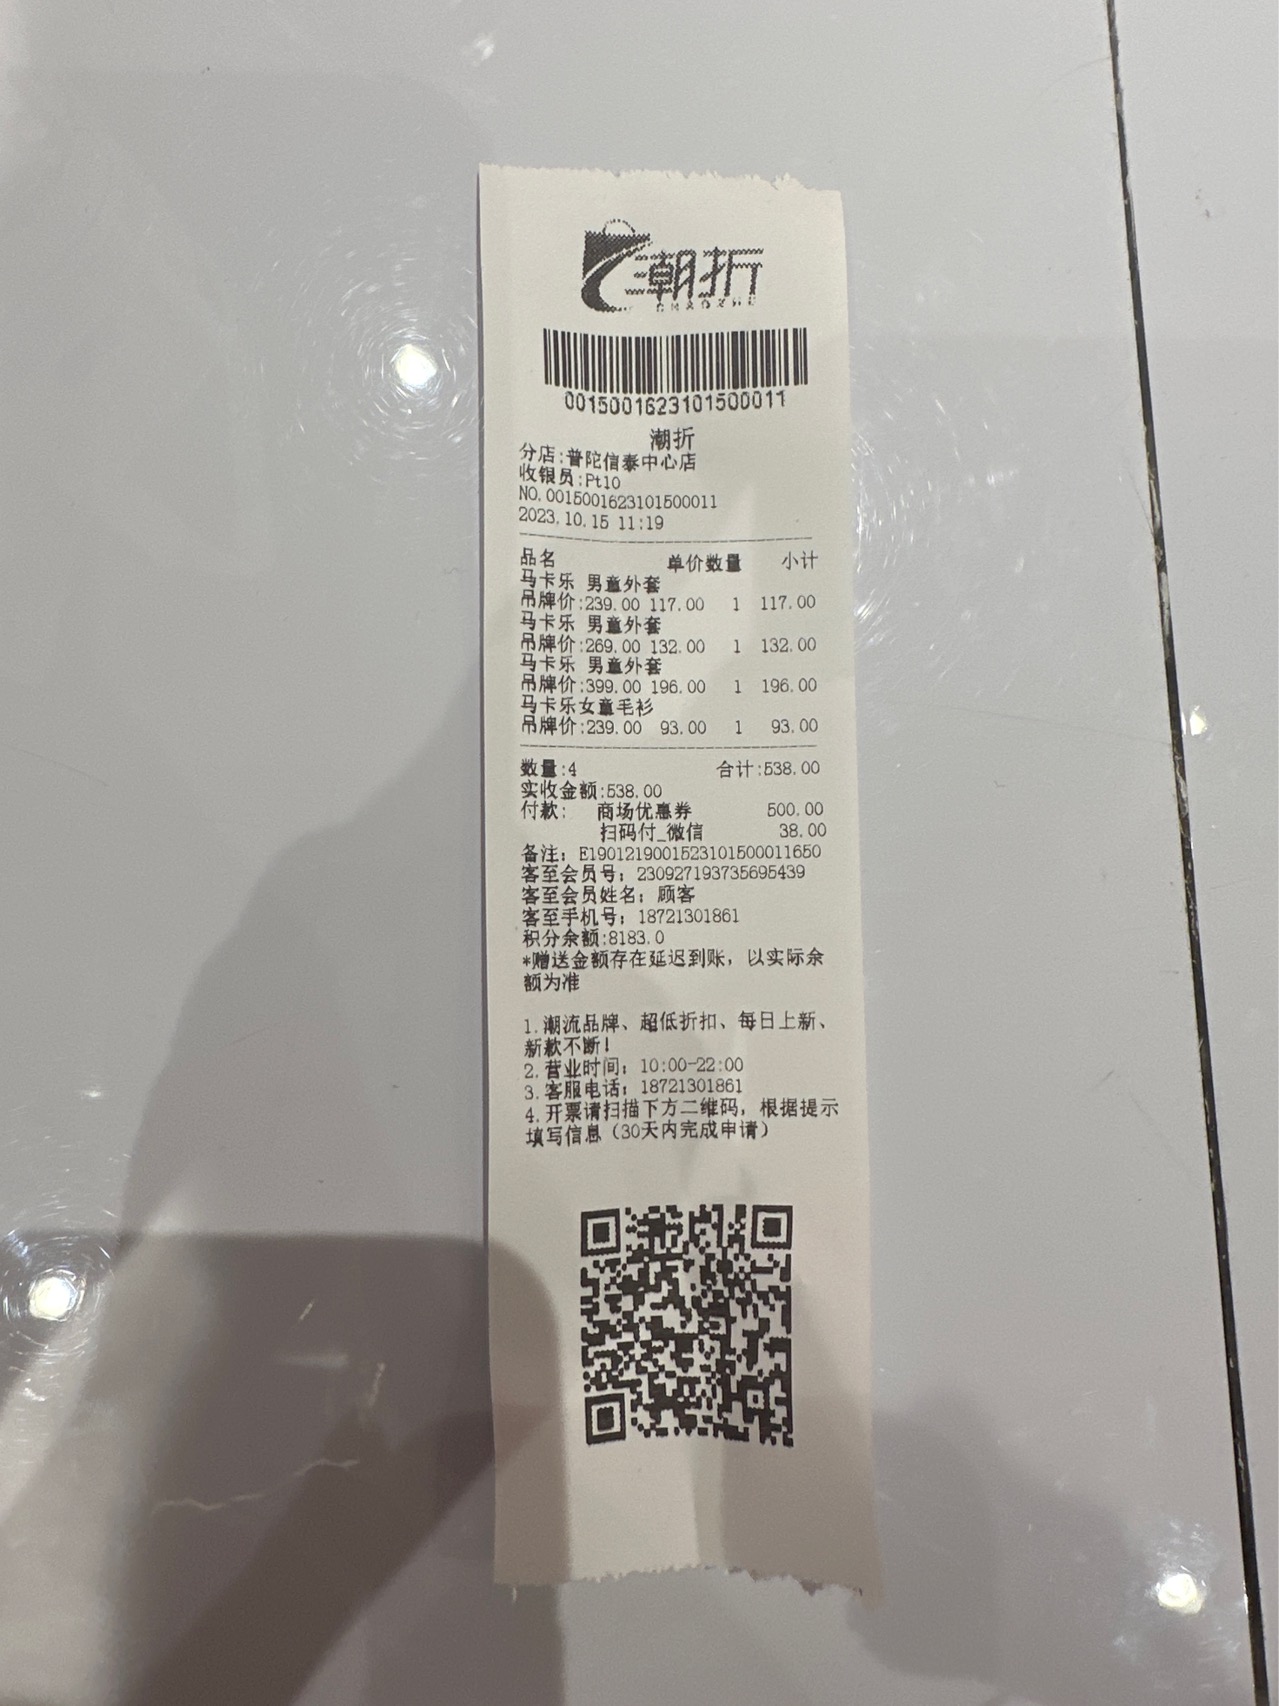 潮折
CHAOZHE
0015001623101500011
潮折
分店:普陀信泰中心店
收银员:Pt10
NO.0015001623101500011
2023.10.15 11:19
品名 单价数量 小计
马卡乐 男童外套
吊牌价:239.00 117.00 1 117.00
马卡乐 男童外套
吊牌价:269.00 132.00 1 132.00
马卡乐 男童外套
吊牌价:399.00 196.00 1 196.00
马卡乐女童毛衫
吊牌价:239.00 93.00 1 93.00
数量:4 合计:538.00
实收金额:538.00
付款: 商场优惠券 500.00
扫码付_微信 38.00
备注: E1901219001523101500011650
客至会员号: 230927193735695439
客至会员姓名: 顾客
客至手机号: 18721301861
积分余额:8183.0
*赠送金额存在延迟到账，以实际余
额为准
1.潮流品牌、超低折扣、每日上新、
新款不断!
2.营业时间: 10:00-22:00
3.客服电话: 18721301861
4.开票请扫描下方二维码，根据提示
填写信息（30天内完成申请）